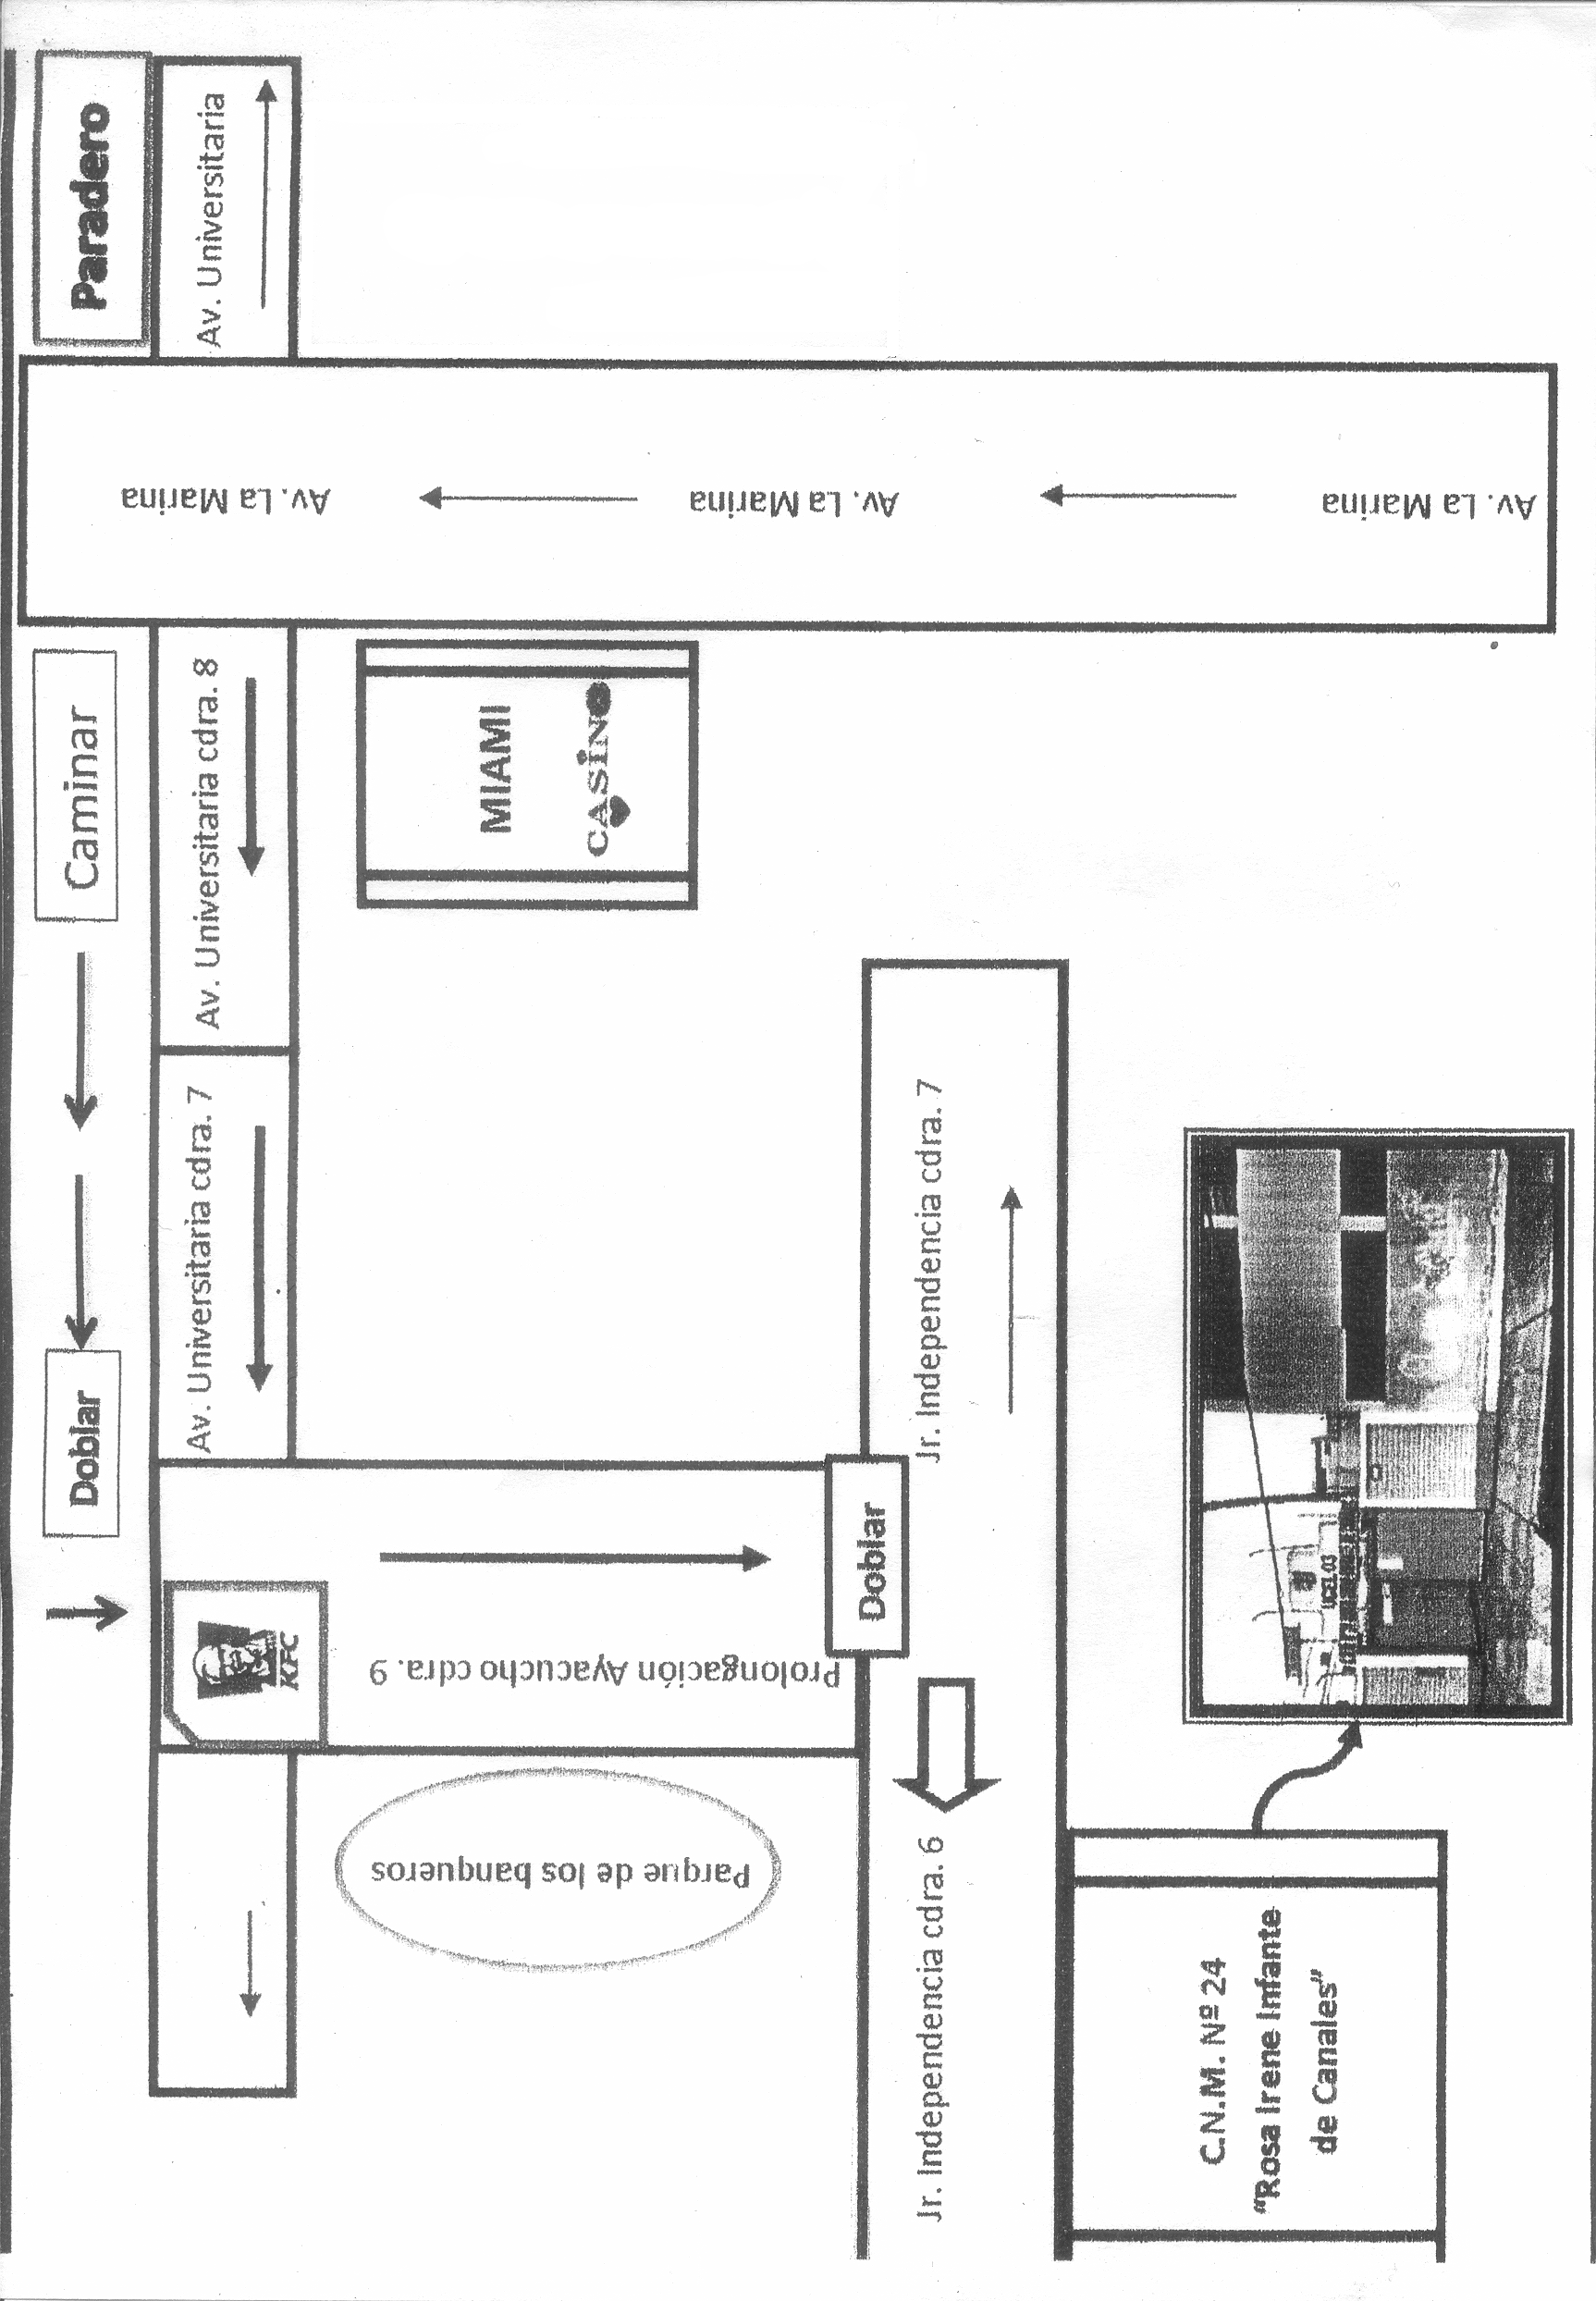 Paradero
Av. Universitaria
Av. La Marina
Av. La Marina
Av. La Marina
Caminar
Av. Universitaria cdra. 8
MIAMI
CASINO
Av. Universitaria cdra. 7
Doblar
KFC
Prolongación Ayacucho cdra. 9
Doblar
Jr. Independencia cdra. 7
Parque de los banqueros
Jr. Independencia cdra. 6
UGEL03
C.N.M. Nº 24
“Rosa Irene Infante
de Canales”